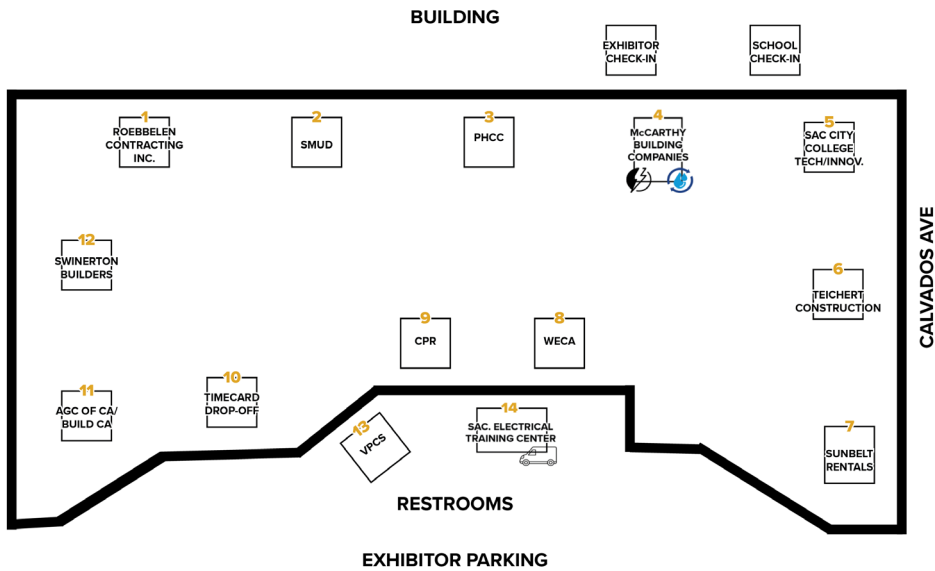 BUILDING
EXHIBITOR
CHECK-IN
SCHOOL
CHECK-IN
1
ROEBBELEN
CONTRACTING
INC.
2
SMUD
3
PHCC
4
McCARTHY
BUILDING
COMPANIES
5
SAC CITY
COLLEGE
TECH/INNOV.
12
SWINERTON
BUILDERS
6
TEICHERT
CONSTRUCTION
CALVADOS AVE
9
CPR
8
WECA
11
AGC OF CA/
BUILD CA
10
TIMECARD
DROP-OFF
13
VPCS
14
SAC. ELECTRICAL
TRAINING CENTER
7
SUNBELT
RENTALS
RESTROOMS
EXHIBITOR PARKING